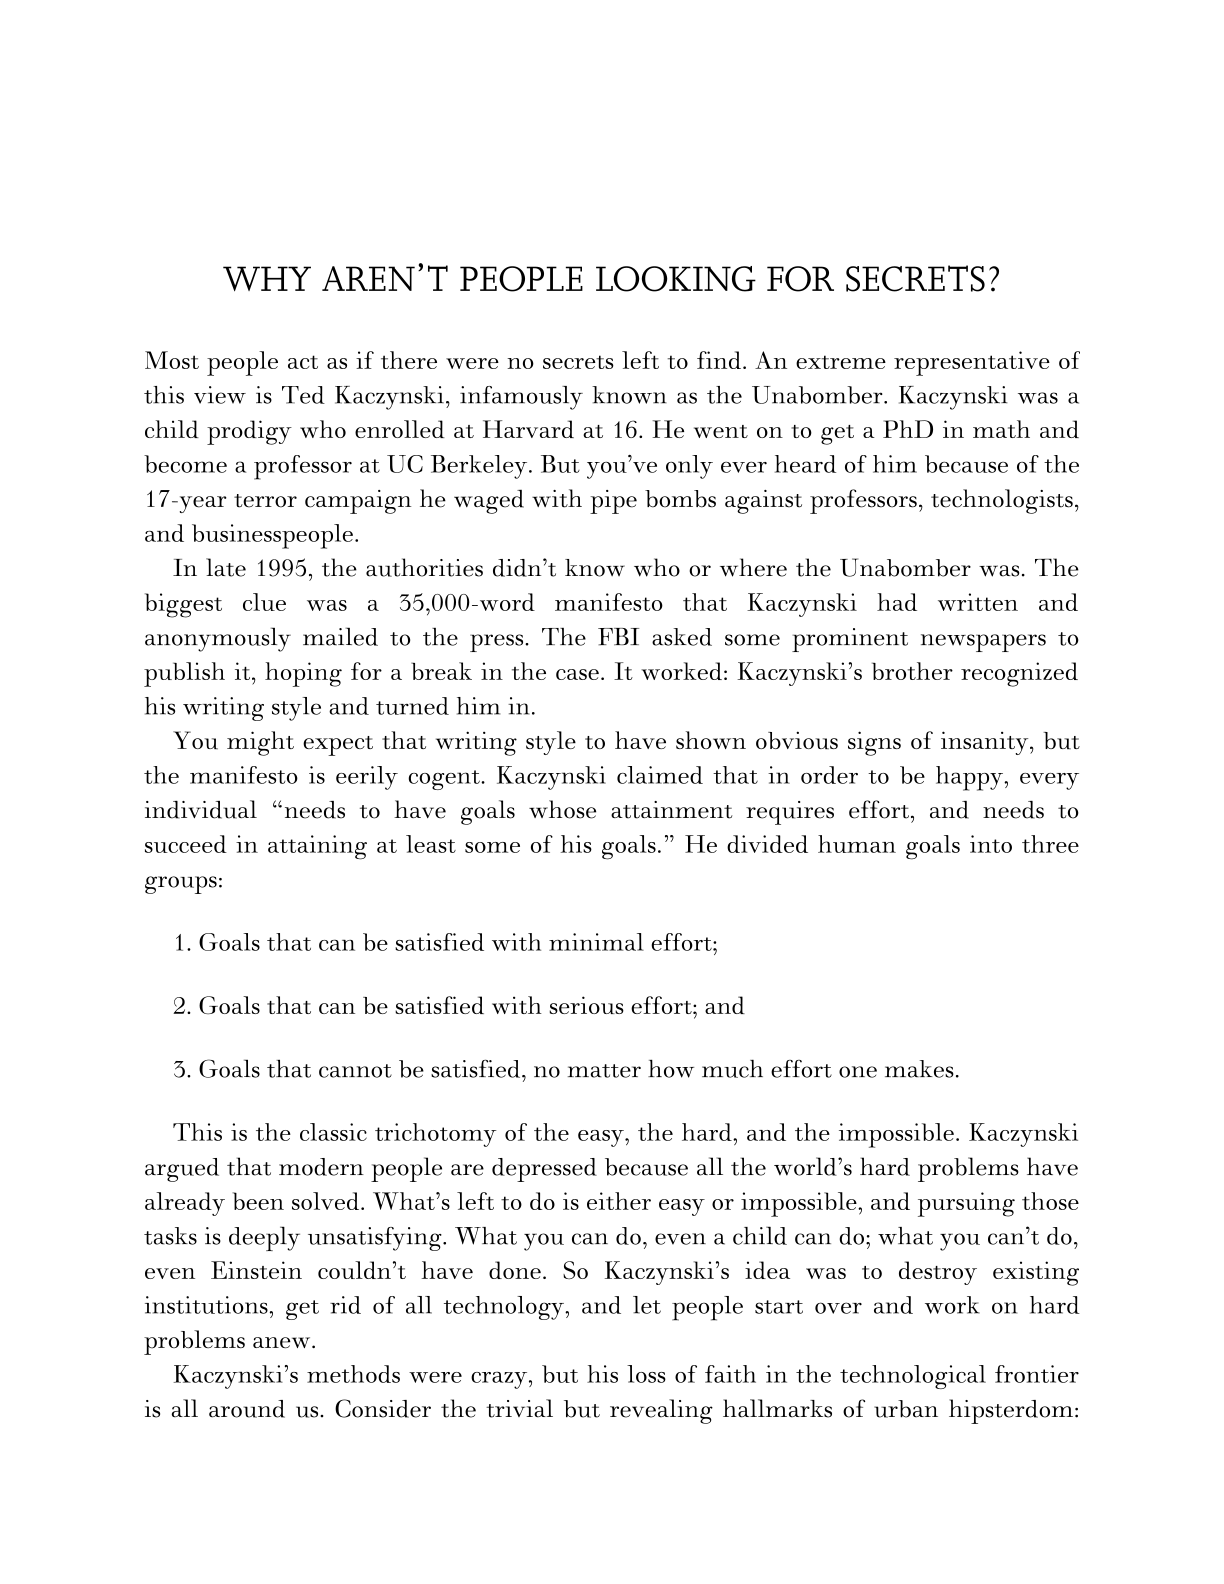 WHY AREN’T PEOPLE LOOKING FOR SECRETS?
Most people act as if there were no secrets left to find. An extreme representative of
this view is Ted Kaczynski, infamously known as the Unabomber. Kaczynski was a
child prodigy who enrolled at Harvard at 16. He went on to get a PhD in math and
become a professor at UC Berkeley. But you’ve only ever heard of him because of the
17-year terror campaign he waged with pipe bombs against professors, technologists,
and businesspeople.
In late 1995, the authorities didn’t know who or where the Unabomber was. The
biggest clue was a 35,000-word manifesto that Kaczynski had written and
anonymously mailed to the press. The FBI asked some prominent newspapers to
publish it, hoping for a break in the case. It worked: Kaczynski’s brother recognized
his writing style and turned him in.
You might expect that writing style to have shown obvious signs of insanity, but
the manifesto is eerily cogent. Kaczynski claimed that in order to be happy, every
individual “needs to have goals whose attainment requires effort, and needs to
succeed in attaining at least some of his goals.” He divided human goals into three
groups:
1. Goals that can be satisfied with minimal effort;
2. Goals that can be satisfied with serious effort; and
3. Goals that cannot be satisfied, no matter how much effort one makes.
This is the classic trichotomy of the easy, the hard, and the impossible. Kaczynski
argued that modern people are depressed because all the world’s hard problems have
already been solved. What’s left to do is either easy or impossible, and pursuing those
tasks is deeply unsatisfying. What you can do, even a child can do; what you can’t do,
even Einstein couldn’t have done. So Kaczynski’s idea was to destroy existing
institutions, get rid of all technology, and let people start over and work on hard
problems anew.
Kaczynski’s methods were crazy, but his loss of faith in the technological frontier
is all around us. Consider the trivial but revealing hallmarks of urban hipsterdom: